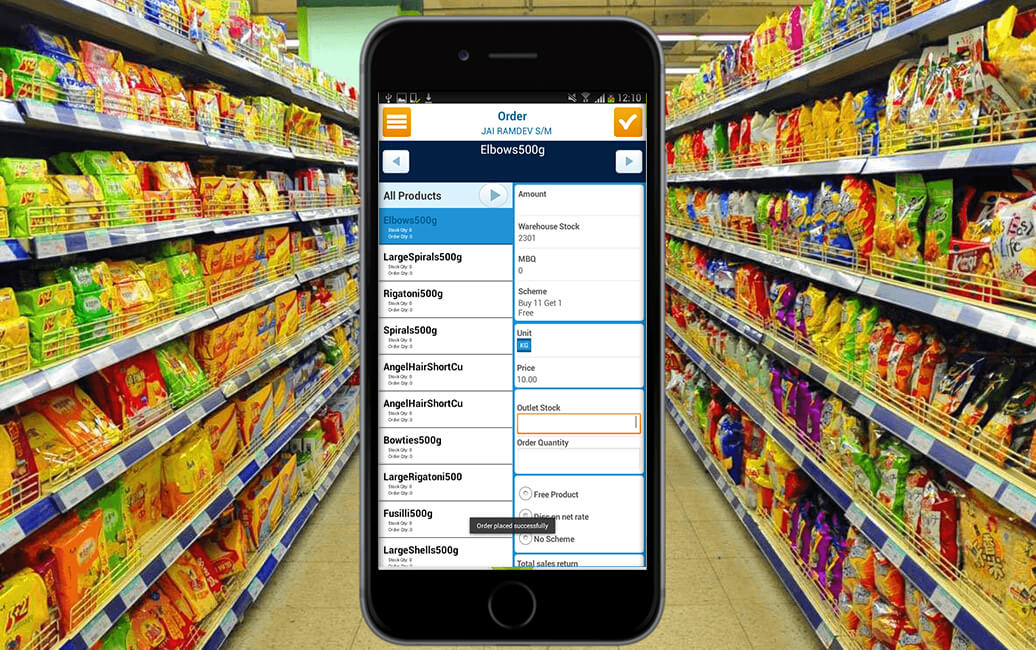 12:10
Order
JAI RAMDEV S/M
Elbows500g
All Products
Elbows500g
Stock Qty: 0
Order Qty: 0
LargeSpirals500g
Stock Qty: 0
Order Qty: 0
Rigatoni500g
Stock Qty: 0
Order Qty: 0
Spirals500g
Stock Qty: 0
Order Qty: 0
AngelHairShortCu
Stock Qty: 0
Order Qty: 0
AngelHairShortCu
Stock Qty: 0
Order Qty: 0
Bowties500g
Stock Qty: 0
Order Qty: 0
LargeRigatoni500
Stock Qty: 0
Order Qty: 0
Fusilli500g
Stock Qty: 0
Order Qty: 0
LargeShells500g
Stock Qty: 0
Amount
Warehouse Stock
2301
MBQ
0
Scheme
Buy 11 Get 1
Free
Unit
KG
Price
10.00
Outlet Stock
Order Quantity
Free Product
Disc on net rate
Order placed successfully
No Scheme
Total sales return